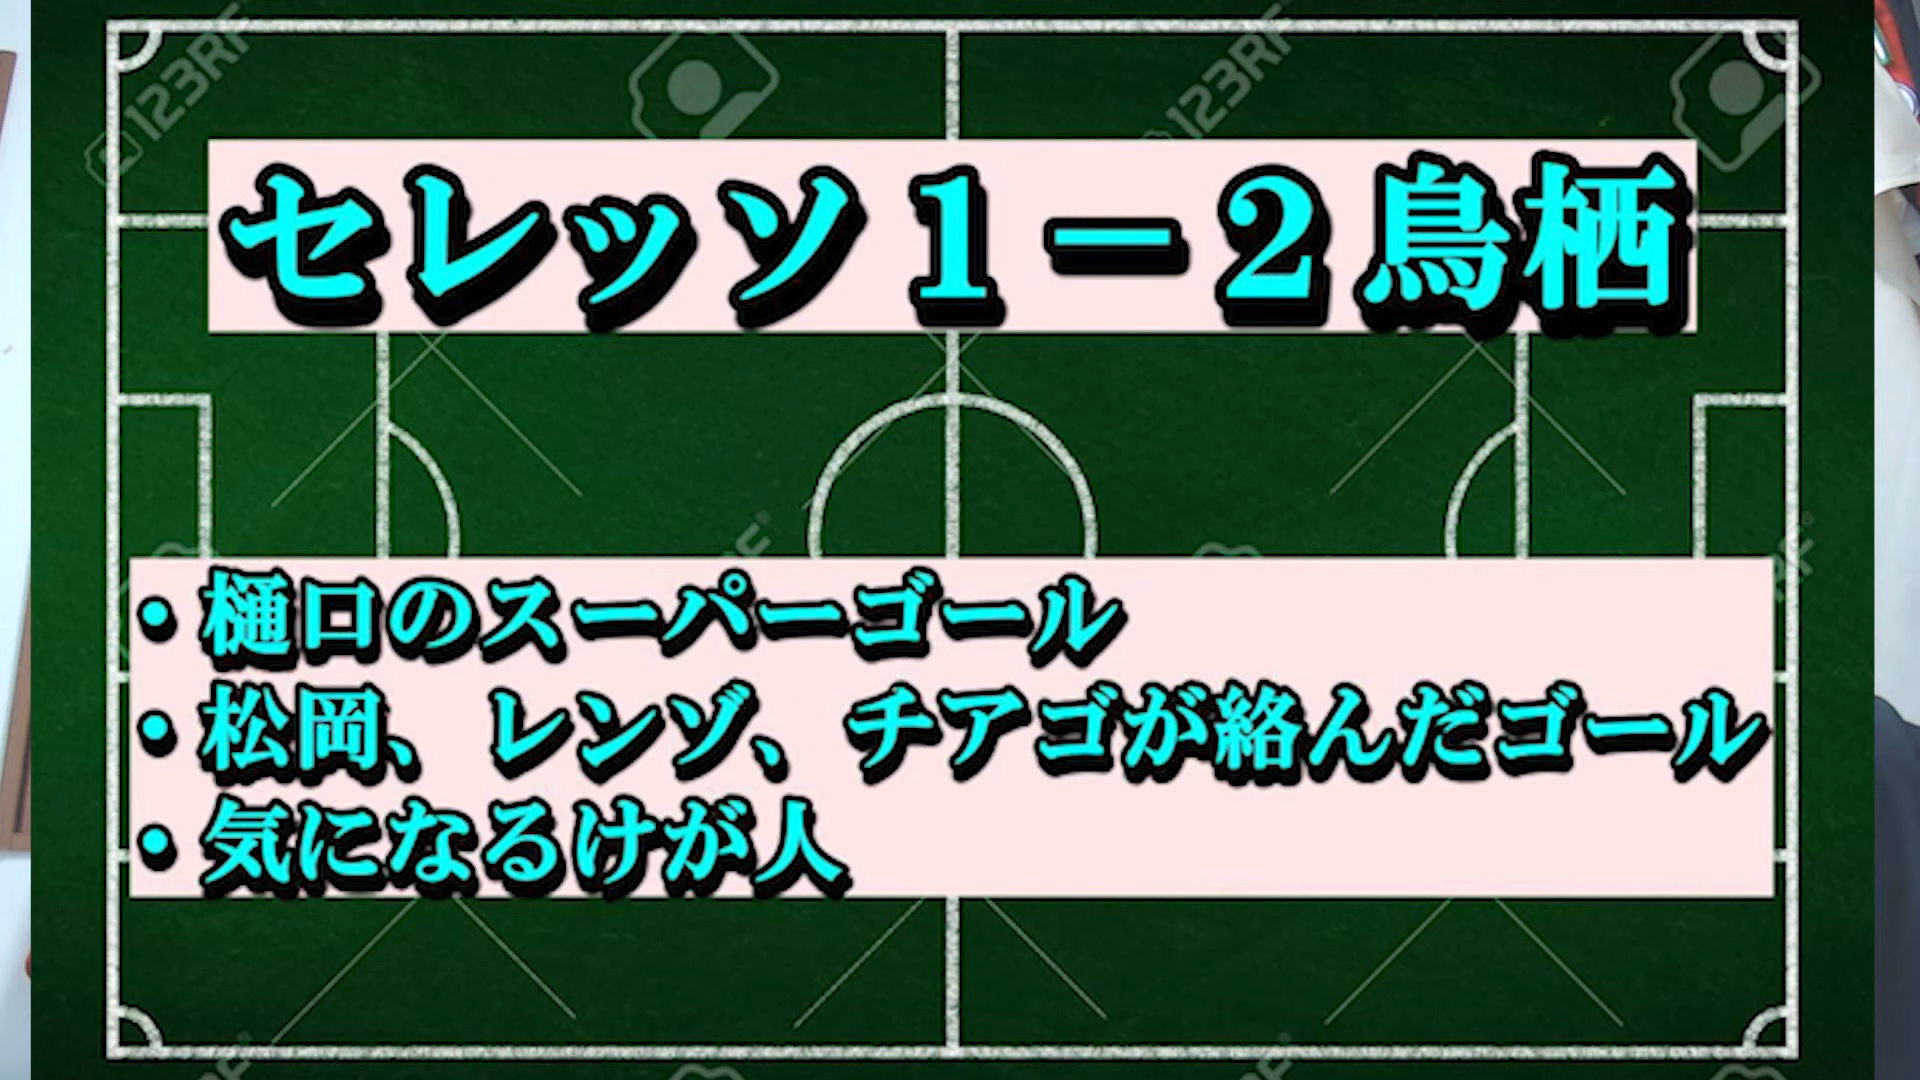 123RF
123RF
セレッソ１－２鳥栖
・樋口のスーパーゴール
・松岡、レンゾ、チアゴが絡んだゴール
・気になるけが人